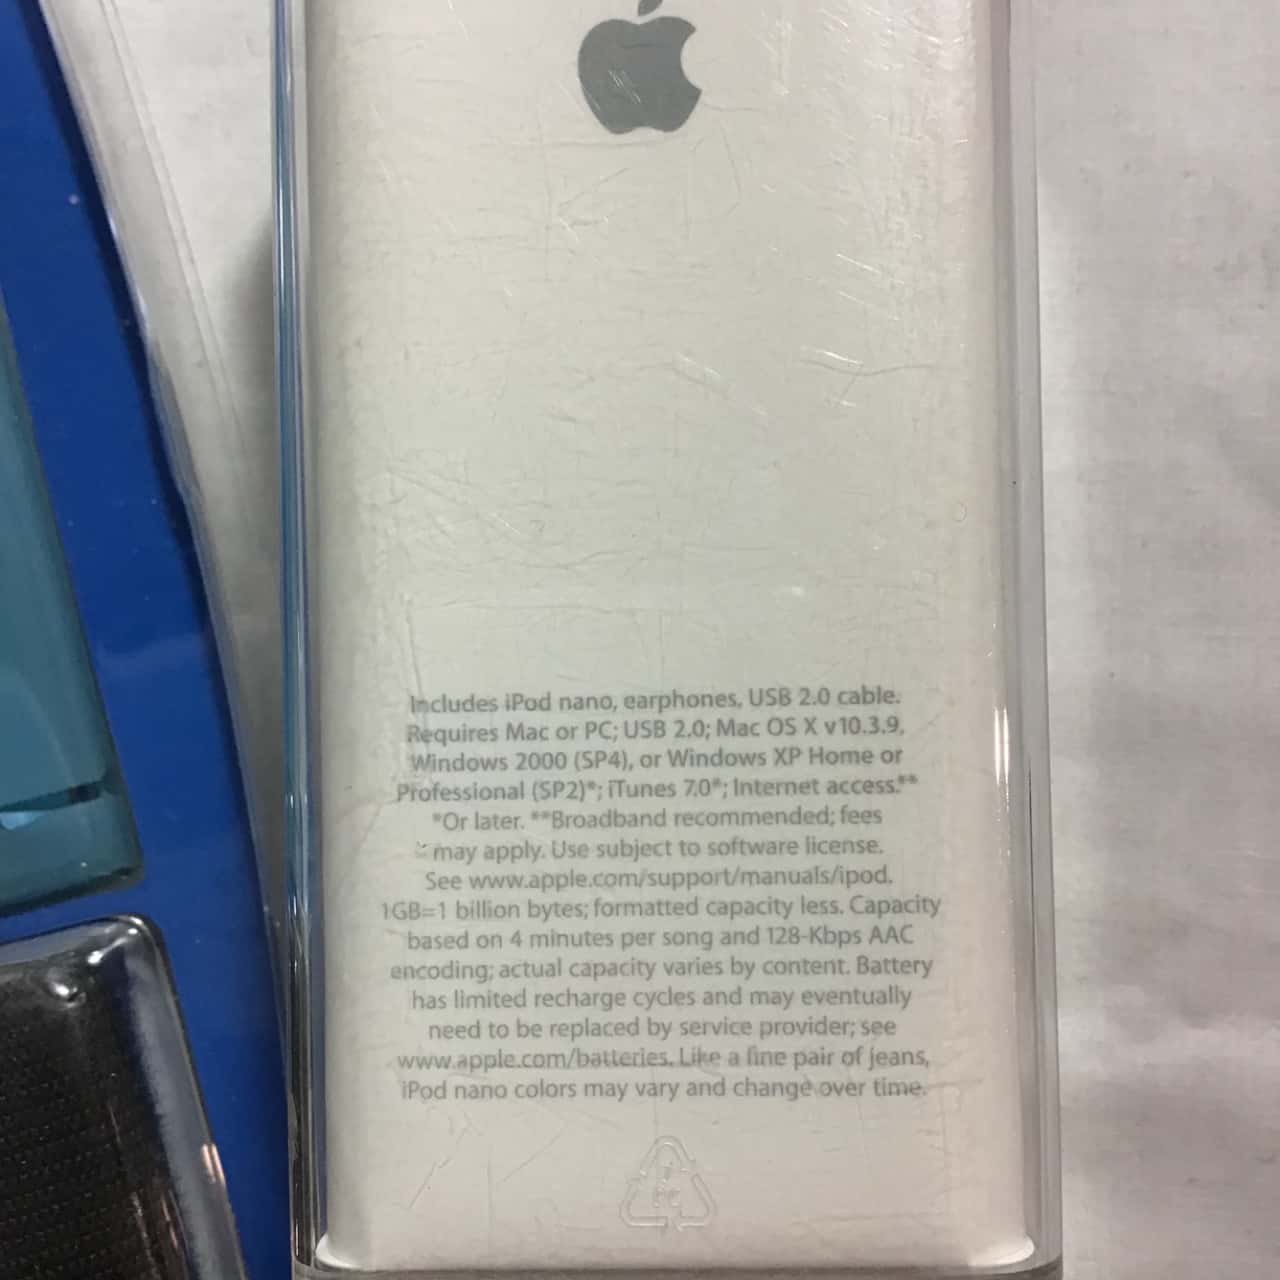 Includes iPod nano, earphones, USB 2.0 cable.
Requires Mac or PC; USB 2.0; Mac OS X v10.3.9,
Windows 2000 (SP4), or Windows XP Home or
Professional (SP2)*; iTunes 7.0*; Internet access.**
*Or later. **Broadband recommended; fees
may apply. Use subject to software license.
See www.apple.com/support/manuals/ipod.
1GB=1 billion bytes; formatted capacity less. Capacity
based on 4 minutes per song and 128-Kbps AAC
encoding; actual capacity varies by content. Battery
has limited recharge cycles and may eventually
need to be replaced by service provider; see
www.apple.com/batteries. Like a fine pair of jeans,
iPod nano colors may vary and change over time.